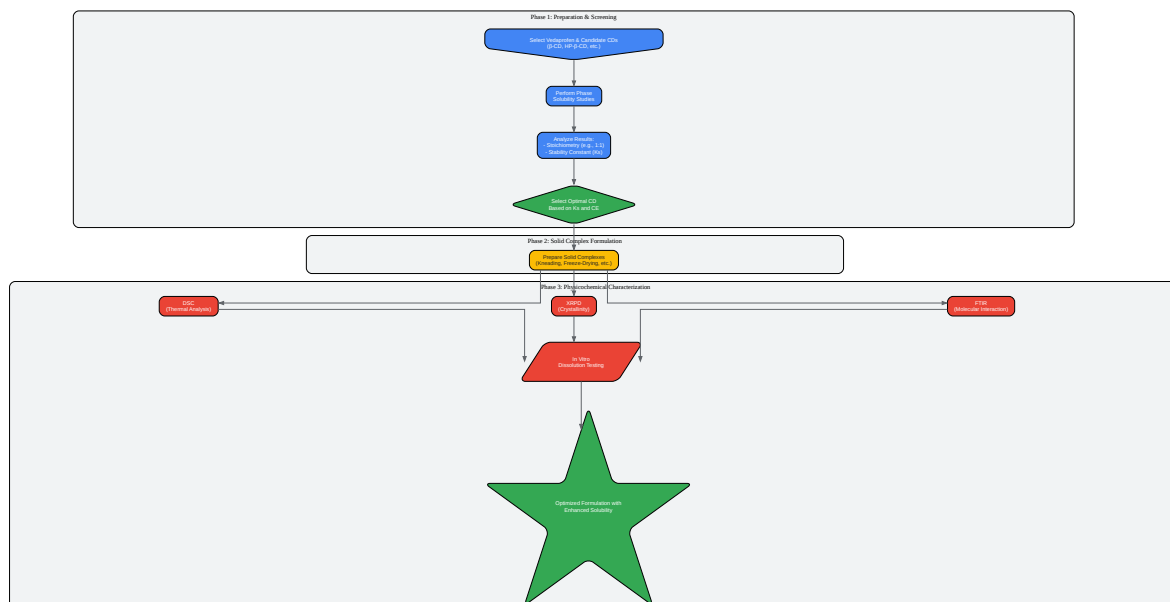 Phase 1: Preparation & Screening
Select Vedaprofen & Candidate CDs
(β-CD, HP-β-CD, etc.)
Perform Phase
Solubility Studies
Analyze Results:
- Stoichiometry (e.g., 1:1)
- Stability Constant (Ks)
Select Optimal CD
Based on Ks and CE
Phase 2: Solid Complex Formulation
Prepare Solid Complexes
(Kneading, Freeze-Drying, etc.)
Phase 3: Physicochemical Characterization
DSC
(Thermal Analysis)
XRPD
(Crystallinity)
FTIR
(Molecular Interaction)
In Vitro
Dissolution Testing
Optimized Formulation with
Enhanced Solubility